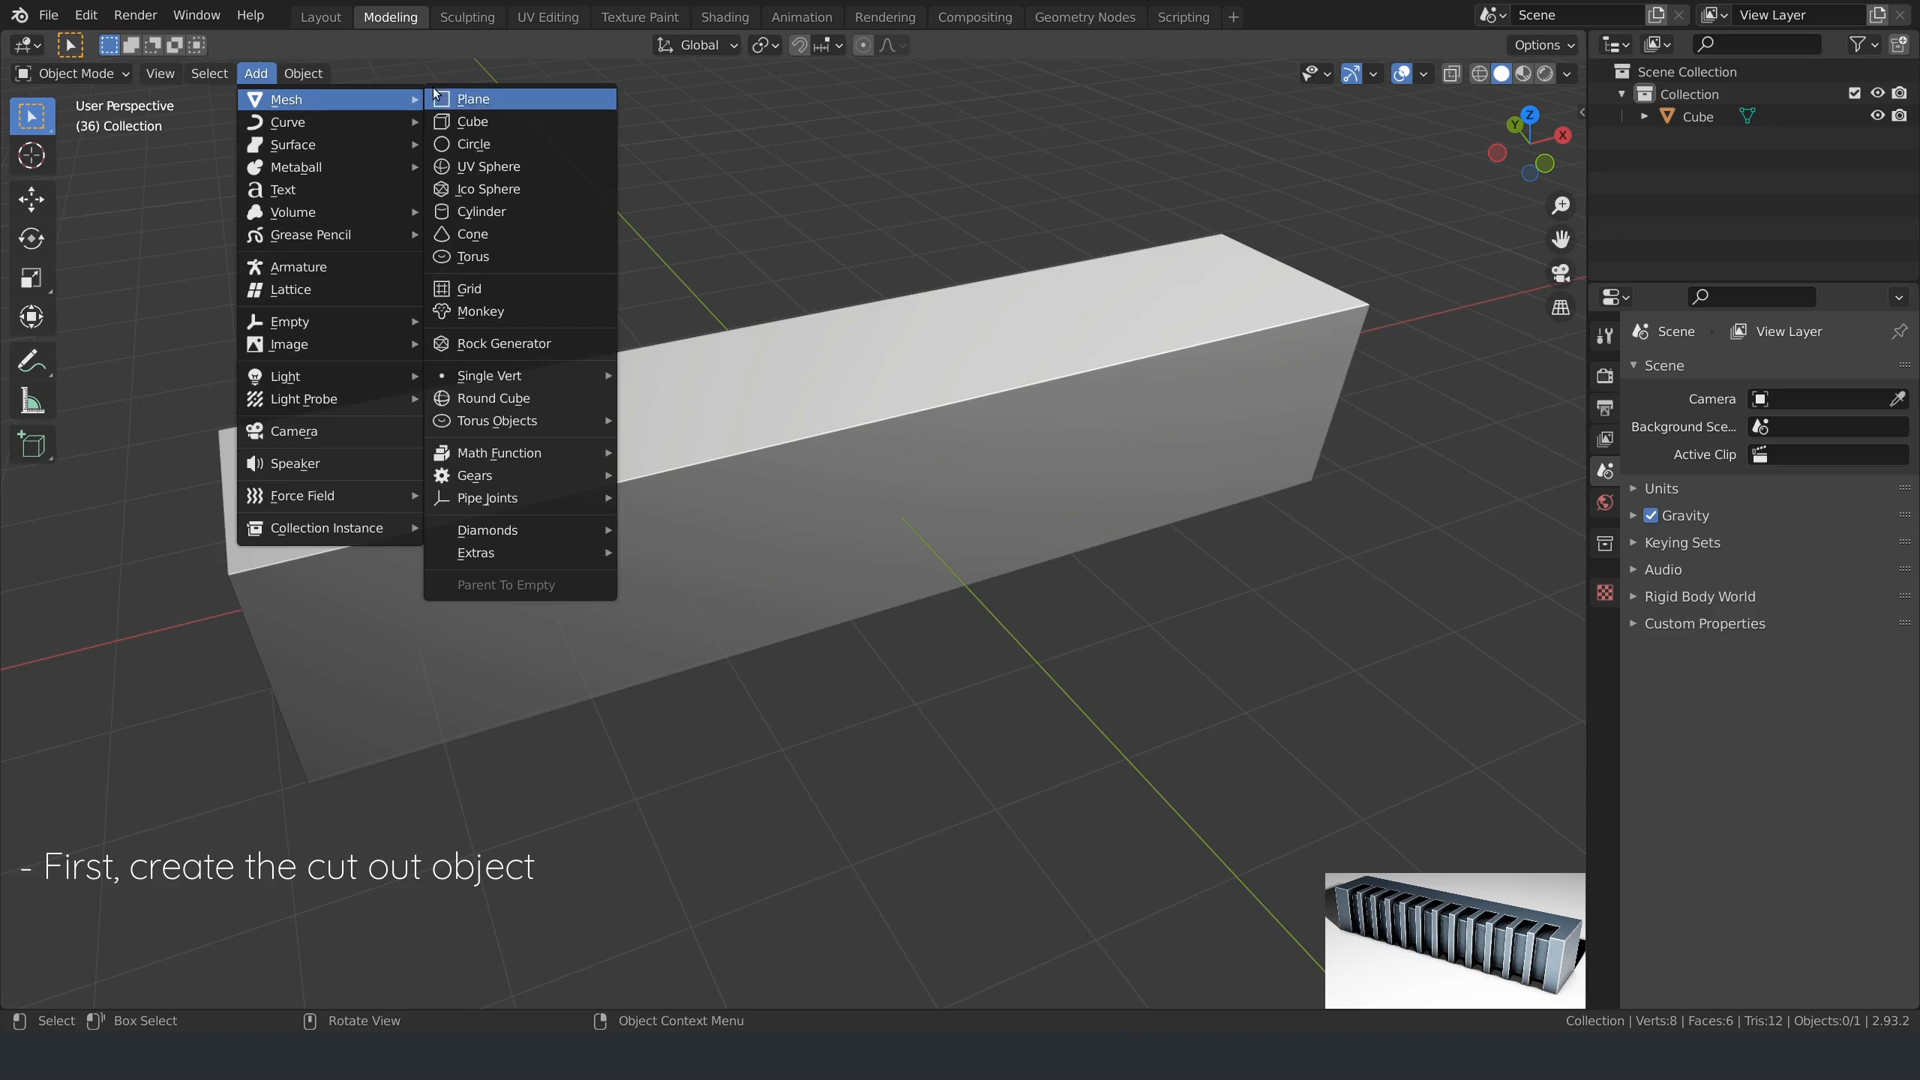 File Edit Render Window Help Layout Modeling Sculpting UV Editing Texture Paint Shading Animation Rendering Compositing Geometry Nodes Scripting + Scene View Layer
Global Options
Object Mode View Select Add Object
User Perspective
(36) Collection
Mesh
Curve
Surface
Metaball
Text
Volume
Grease Pencil
Armature
Lattice
Empty
Image
Light
Light Probe
Camera
Speaker
Force Field
Collection Instance
Plane
Cube
Circle
UV Sphere
Ico Sphere
Cylinder
Cone
Torus
Grid
Monkey
Rock Generator
Single Vert
Round Cube
Torus Objects
Math Function
Gears
Pipe Joints
Diamonds
Extras
Parent To Empty
Z
Y
X
Scene Collection
Collection
Cube
Scene View Layer
Scene
Camera
Background Sce...
Active Clip
Units
Gravity
Keying Sets
Audio
Rigid Body World
Custom Properties
- First, create the cut out object
Select Box Select Rotate View Object Context Menu Collection | Verts:8 | Faces:6 | Tris:12 | Objects:0/1 | 2.93.2